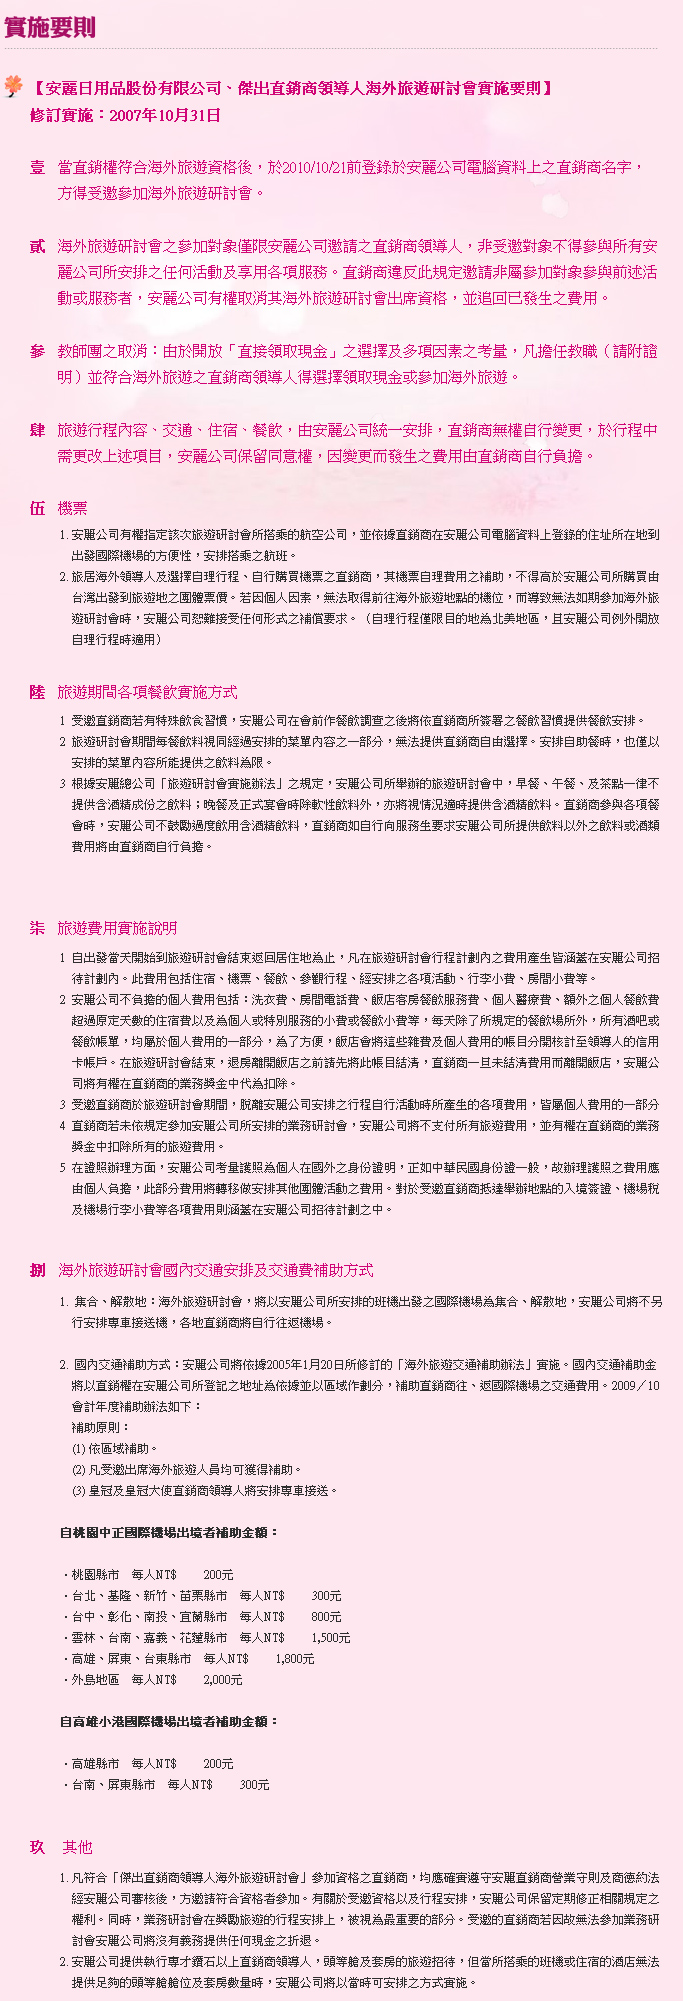 實施要則
【安麗日用品股份有限公司、傑出直銷商領導人海外旅遊研討會實施要則】
修訂實施：2007年10月31日
壹 當直銷權符合海外旅遊資格後，於2010/10/21前登錄於安麗公司電腦資料上之直銷商名字，
方得受邀參加海外旅遊研討會。
貳 海外旅遊研討會之參加對象僅限安麗公司邀請之直銷商領導人，非受邀對象不得參與所有安
麗公司所安排之任何活動及享用各項服務。直銷商違反此規定邀請非屬參加對象參與前述活
動或服務者，安麗公司有權取消其海外旅遊研討會出席資格，並追回已發生之費用。
參 教師團之取消：由於開放「直接領取現金」之選擇及多項因素之考量，凡擔任教職（請附證
明）並符合海外旅遊之直銷商領導人得選擇領取現金或參加海外旅遊。
肆 旅遊行程內容、交通、住宿、餐飲，由安麗公司統一安排，直銷商無權自行變更，於行程中
需更改上述項目，安麗公司保留同意權，因變更而發生之費用由直銷商自行負擔。
伍 機票
1. 安麗公司有權指定該次旅遊研討會所搭乘的航空公司，並依據直銷商在安麗公司電腦資料上登錄的住址所在地到
出發國際機場的方便性，安排搭乘之航班。
2. 旅居海外領導人及選擇自理行程、自行購買機票之直銷商，其機票自理費用之補助，不得高於安麗公司所購買由
台灣出發到旅遊地之團體票價。若因個人因素，無法取得前往海外旅遊地點的機位，而導致無法如期參加海外旅
遊研討會時，安麗公司恕難接受任何形式之補償要求。（自理行程僅限目的地為北美地區，且安麗公司例外開放
自理行程時適用）
陸 旅遊期間各項餐飲實施方式
1 受邀直銷商若有特殊飲食習慣，安麗公司在會前作餐飲調查之後將依直銷商所簽署之餐飲習慣提供餐飲安排。
2 旅遊研討會期間每餐飲料視同經過安排的菜單內容之一部分，無法提供直銷商自由選擇。安排自助餐時，也僅以
安排的菜單內容所能提供之飲料為限。
3 根據安麗總公司「旅遊研討會實施辦法」之規定，安麗公司所舉辦的旅遊研討會中，早餐、午餐、及茶點一律不
提供含酒精成份之飲料；晚餐及正式宴會時除軟性飲料外，亦將視情況適時提供含酒精飲料。直銷商參與各項餐
會時，安麗公司不鼓勵過度飲用含酒精飲料，直銷商如自行向服務生要求安麗公司所提供飲料以外之飲料或酒類
費用將由直銷商自行負擔。
柒 旅遊費用實施說明
1 自出發當天開始到旅遊研討會結束返回居住地為止，凡在旅遊研討會行程計劃內之費用產生皆涵蓋在安麗公司招
待計劃內。此費用包括住宿、機票、餐飲、參觀行程、經安排之各項活動、行李小費、房間小費等。
2 安麗公司不負擔的個人費用包括：洗衣費、房間電話費、飯店客房餐飲服務費、個人醫療費、額外之個人餐飲費
超過原定天數的住宿費以及為個人或特別服務的小費或餐飲小費等，每天除了所規定的餐飲場所外，所有酒吧或
餐飲帳單，均屬於個人費用的一部分，為了方便，飯店會將這些雜費及個人費用的帳目分開核計至領導人的信用
卡帳戶。在旅遊研討會結束，退房離開飯店之前請先將此帳目結清，直銷商一旦未結清費用而離開飯店，安麗公
司將有權在直銷商的業務獎金中代為扣除。
3 受邀直銷商於旅遊研討會期間，脫離安麗公司安排之行程自行活動時所產生的各項費用，皆屬個人費用的一部分
4 直銷商若未依規定參加安麗公司所安排的業務研討會，安麗公司將不支付所有旅遊費用，並有權在直銷商的業務
獎金中扣除所有的旅遊費用。
5 在證照辦理方面，安麗公司考量護照為個人在國外之身份證明，正如中華民國身份證一般，故辦理護照之費用應
由個人負擔，此部分費用將轉移做安排其他團體活動之費用。對於受邀直銷商抵達舉辦地點的入境簽證、機場稅
及機場行李小費等各項費用則涵蓋在安麗公司招待計劃之中。
捌 海外旅遊研討會國內交通安排及交通費補助方式
1. 集合、解散地：海外旅遊研討會，將以安麗公司所安排的班機出發之國際機場為集合、解散地，安麗公司將不另
行安排專車接送機，各地直銷商將自行往返機場。
2. 國內交通補助方式：安麗公司將依據2005年1月20日所修訂的「海外旅遊交通補助辦法」實施。國內交通補助金
將以直銷權在安麗公司所登記之地址為依據並以區域作劃分，補助直銷商往、返國際機場之交通費用。2009／10
會計年度補助辦法如下：
補助原則：
(1) 依區域補助。
(2) 凡受邀出席海外旅遊人員均可獲得補助。
(3) 皇冠及皇冠大使直銷商領導人將安排專車接送。
自桃園中正國際機場出境者補助金額：
‧桃園縣市 每人NT$ 200元
‧台北、基隆、新竹、苗栗縣市 每人NT$ 300元
‧台中、彰化、南投、宜蘭縣市 每人NT$ 800元
‧雲林、台南、嘉義、花蓮縣市 每人NT$ 1,500元
‧高雄、屏東、台東縣市 每人NT$ 1,800元
‧外島地區 每人NT$ 2,000元
自高雄小港國際機場出境者補助金額：
‧高雄縣市 每人NT$ 200元
‧台南、屏東縣市 每人NT$ 300元
玖 其他
1. 凡符合「傑出直銷商領導人海外旅遊研討會」參加資格之直銷商，均應確實遵守安麗直銷商營業守則及商德約法
經安麗公司審核後，方邀請符合資格者參加。有關於受邀資格以及行程安排，安麗公司保留定期修正相關規定之
權利。同時，業務研討會在獎勵旅遊的行程安排上，被視為最重要的部分。受邀的直銷商若因故無法參加業務研
討會安麗公司將沒有義務提供任何現金之折退。
2. 安麗公司提供執行專才鑽石以上直銷商領導人，頭等艙及套房的旅遊招待，但當所搭乘的班機或住宿的酒店無法
提供足夠的頭等艙艙位及套房數量時，安麗公司將以當時可安排之方式實施。